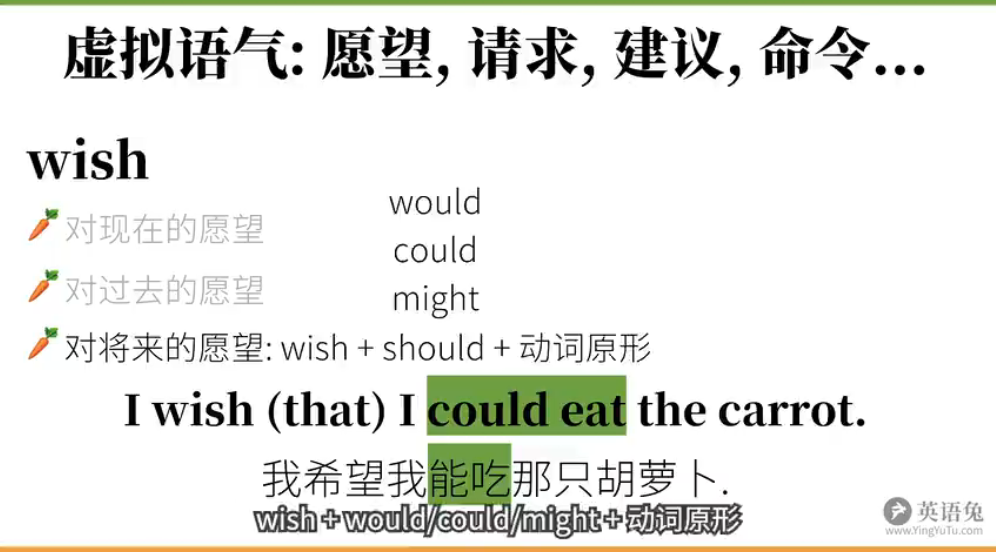 虚拟语气: 愿望, 请求, 建议, 命令...
wish
对现在的愿望
对过去的愿望
would
could
might
对将来的愿望: wish + should + 动词原形
I wish (that) I could eat the carrot.
我希望我能吃那只胡萝卜.
wish + would/could/might + 动词原形
英语兔
www.YingYuTu.com